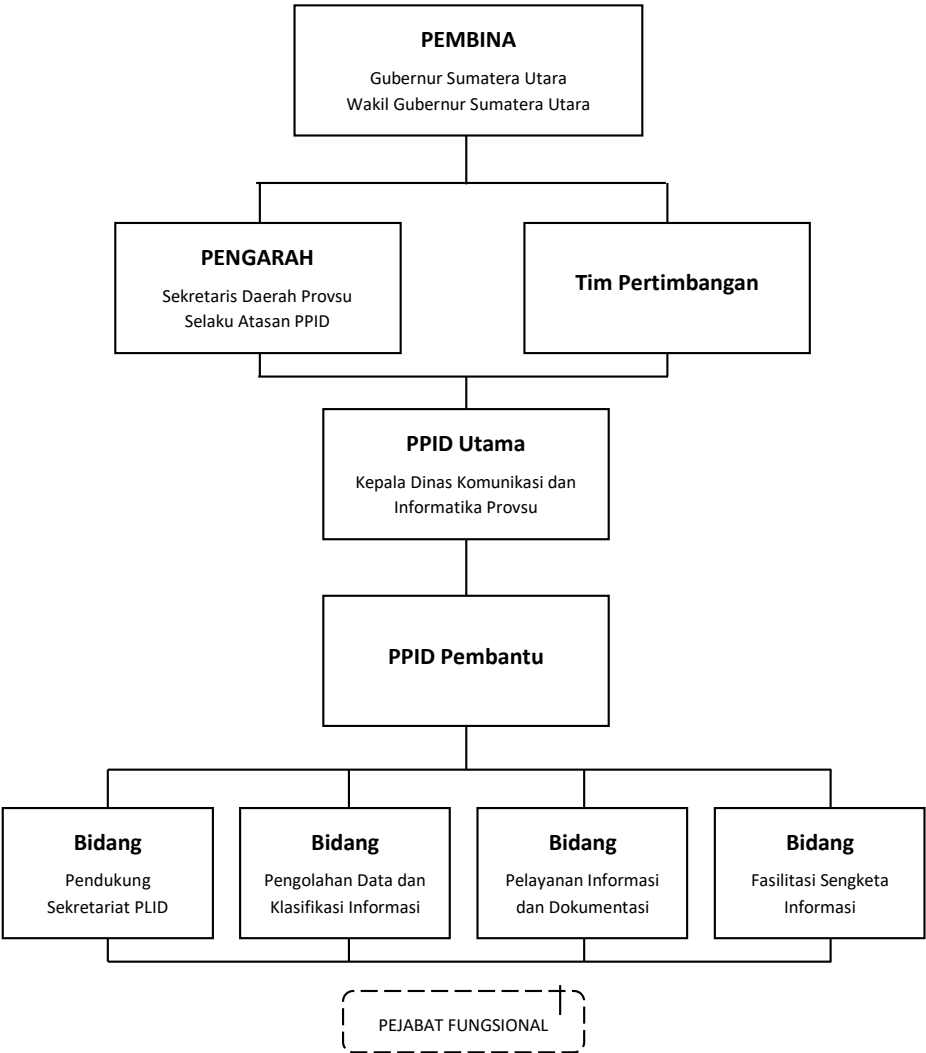 PEMBINA
Gubernur Sumatera Utara
Wakil Gubernur Sumatera Utara
PENGARAH
Sekretaris Daerah Provsu
Selaku Atasan PPID
Tim Pertimbangan
PPID Utama
Kepala Dinas Komunikasi dan
Informatika Provsu
PPID Pembantu
Bidang
Pendukung
Sekretariat PLID
Bidang
Pengolahan Data dan
Klasifikasi Informasi
Bidang
Pelayanan Informasi
dan Dokumentasi
Bidang
Fasilitasi Sengketa
Informasi
PEJABAT FUNGSIONAL